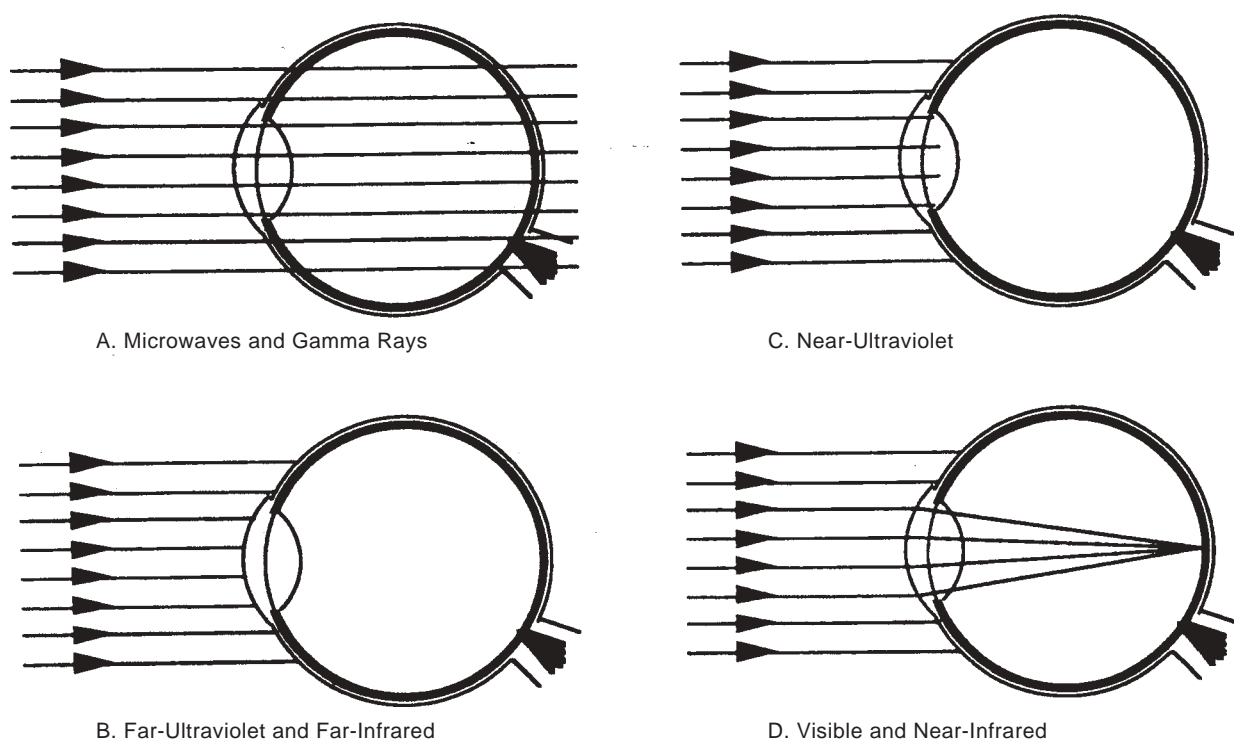 A. Microwaves and Gamma Rays
C. Near-Ultraviolet
B. Far-Ultraviolet and Far-Infrared
D. Visible and Near-Infrared